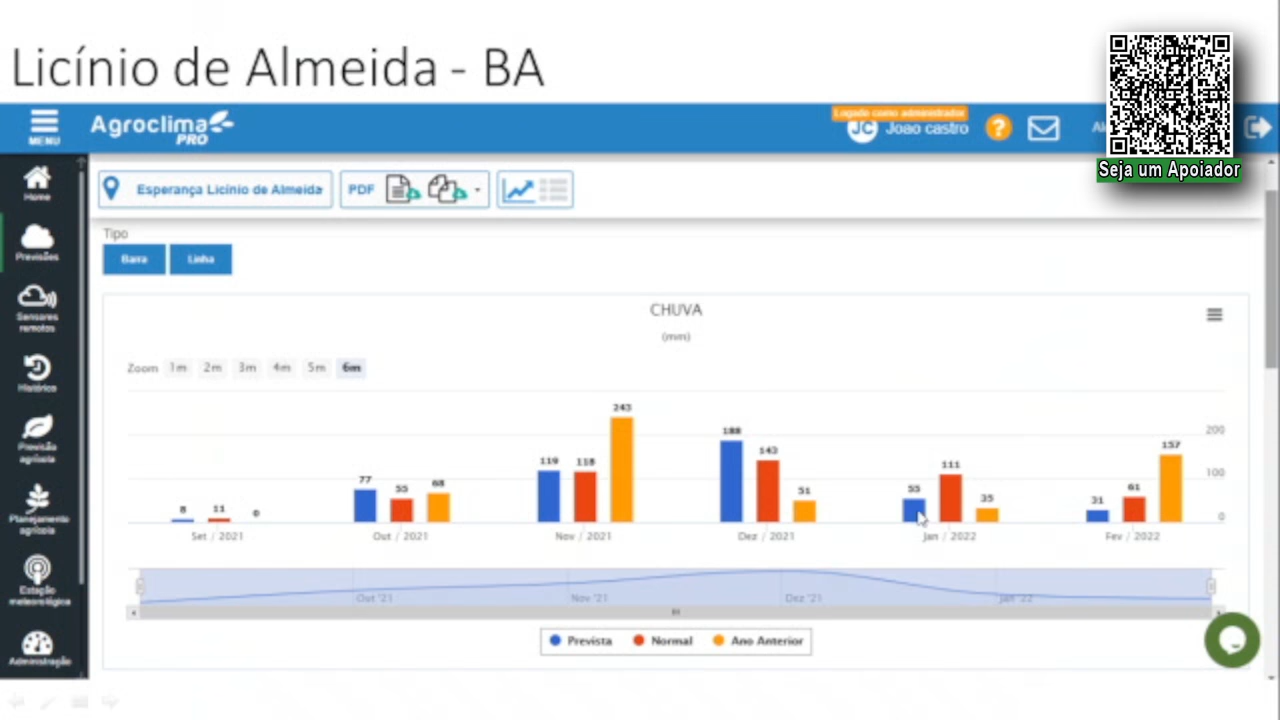 Licínio de Almeida - BA
Seja um Apoiador
MENU
Agroclima PRO
Logado como administrador
JC Joao castro
?
Home
Previsões
Sensores remotos
Histórico
Previsão agrícola
Planejamento agrícola
Estação meteorológica
Administração
Esperança Licínio de Almeida
PDF
Tipo
Barra Linha
CHUVA
(mm)
Zoom 1m 2m 3m 4m 5m 6m
8 11 0
77 55 68
119 118 243
188 143 51
55 111 35
31 61 157
200
100
0
Set / 2021 Out / 2021 Nov / 2021 Dez / 2021 Jan / 2022 Fev / 2022
Out '21 Nov '21 Dez '21 Jan '22
Prevista Normal Ano Anterior